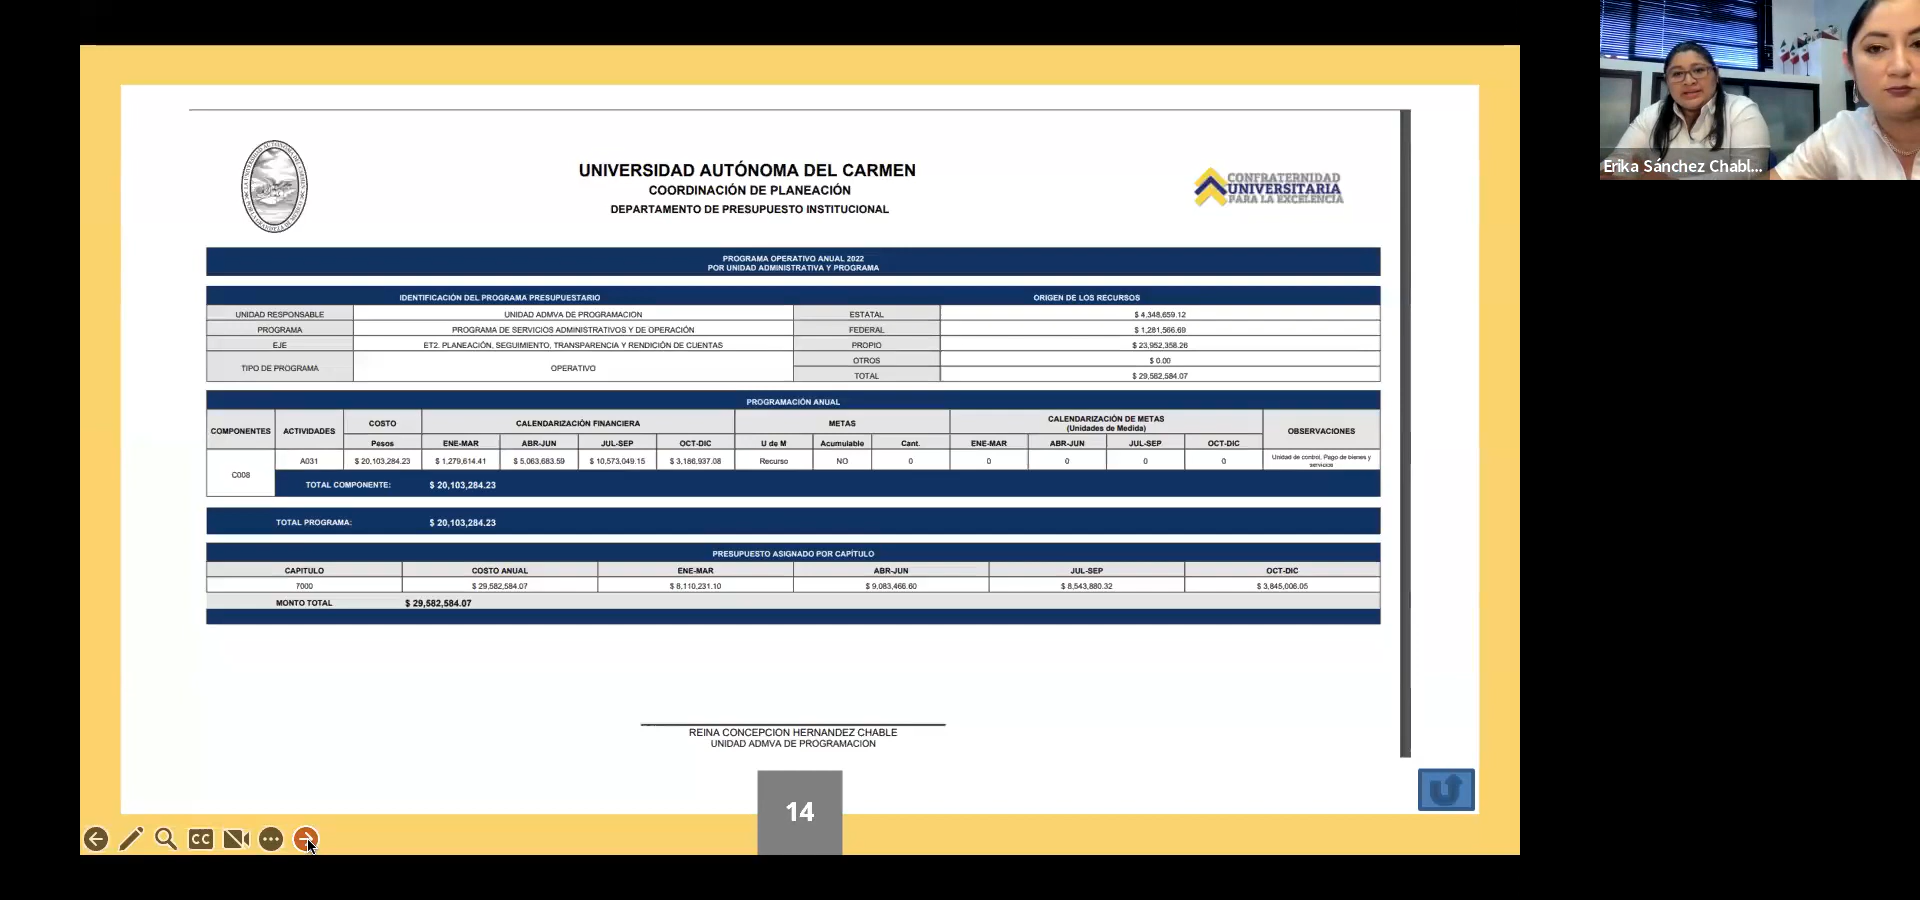 Erika Sánchez Chabl...
UNIVERSIDAD AUTÓNOMA DEL CARMEN
COORDINACIÓN DE PLANEACIÓN
DEPARTAMENTO DE PRESUPUESTO INSTITUCIONAL
CONFRATERNIDAD
UNIVERSITARIA
PARA LA EXCELENCIA
PROGRAMA OPERATIVO ANUAL 2022
POR UNIDAD ADMINISTRATIVA Y PROGRAMA
IDENTIFICACIÓN DEL PROGRAMA PRESUPUESTARIO ORIGEN DE LOS RECURSOS
UNIDAD RESPONSABLE UNIDAD ADMVA DE PROGRAMACION ESTATAL $ 4,348,659.12
PROGRAMA PROGRAMA DE SERVICIOS ADMINISTRATIVOS Y DE OPERACIÓN FEDERAL $ 1,281,566.69
EJE ET2. PLANEACIÓN, SEGUIMIENTO, TRANSPARENCIA Y RENDICIÓN DE CUENTAS PROPIO $ 23,952,358.26
TIPO DE PROGRAMA OPERATIVO OTROS $ 0.00
TOTAL $ 29,582,584.07
PROGRAMACIÓN ANUAL
COMPONENTES ACTIVIDADES COSTO CALENDARIZACIÓN FINANCIERA METAS CALENDARIZACIÓN DE METAS (Unidades de Medida) OBSERVACIONES
Pesos ENE-MAR ABR-JUN JUL-SEP OCT-DIC U de M Acumulable Cant. ENE-MAR ABR-JUN JUL-SEP OCT-DIC
C008 A031 $ 20,103,284.23 $ 1,279,614.41 $ 5,063,683.59 $ 10,573,049.15 $ 3,186,937.08 Recurso NO 0 0 0 0 0 Unidad de control, Pago de bienes y servicios
TOTAL COMPONENTE: $ 20,103,284.23
TOTAL PROGRAMA: $ 20,103,284.23
PRESUPUESTO ASIGNADO POR CAPÍTULO
CAPITULO COSTO ANUAL ENE-MAR ABR-JUN JUL-SEP OCT-DIC
7000 $ 29,582,584.07 $ 8,110,231.10 $ 9,083,466.60 $ 8,543,880.32 $ 3,845,006.05
MONTO TOTAL $ 29,582,584.07
REINA CONCEPCION HERNANDEZ CHABLE
UNIDAD ADMVA DE PROGRAMACION
14
CC